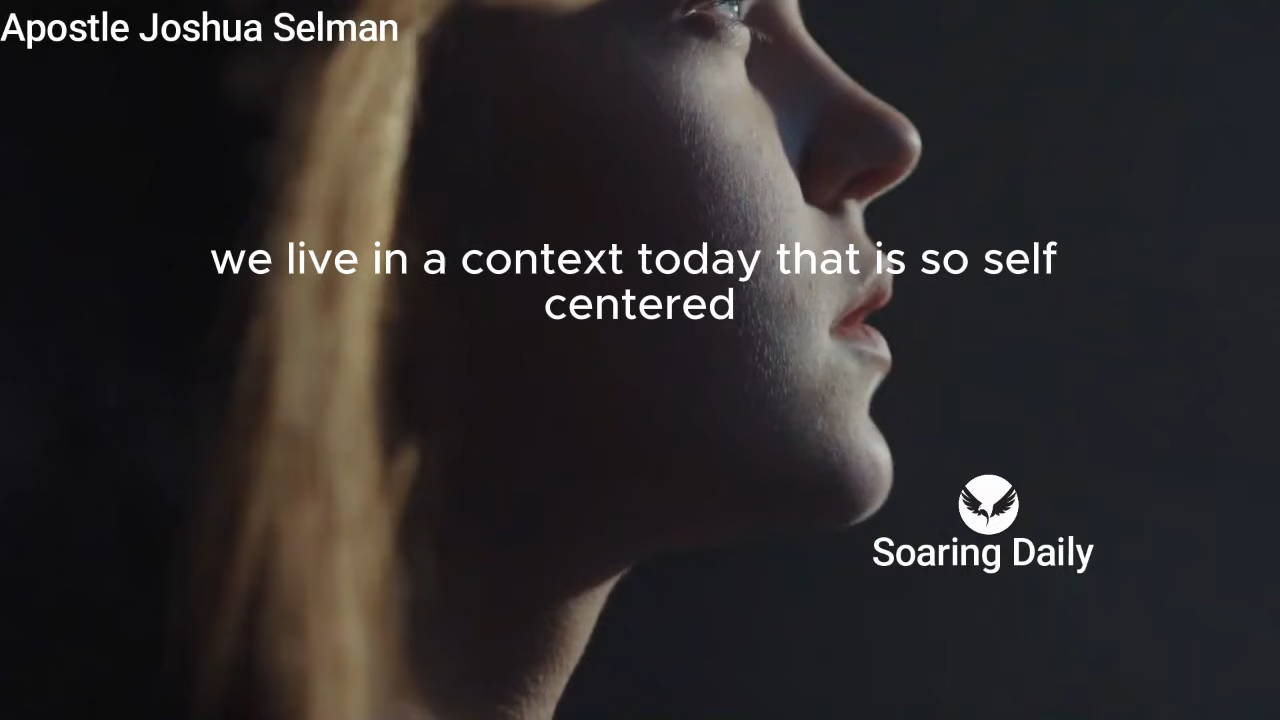 Apostle Joshua Selman
we live in a context today that is so self
centered
Soaring Daily